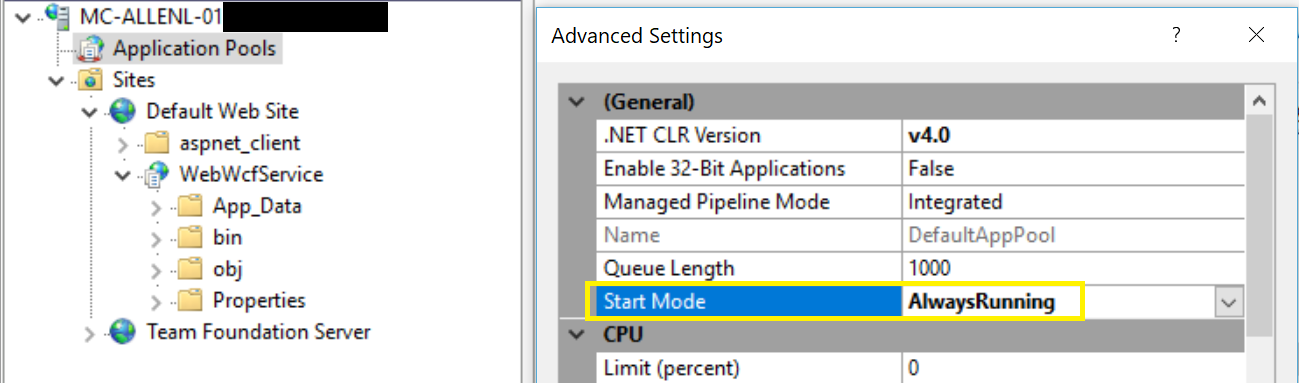 MC-ALLENL-01
Application Pools
Sites
Default Web Site
aspnet_client
WebWcfService
App_Data
bin
obj
Properties
Team Foundation Server
Advanced Settings
?
(General)
.NET CLR Version v4.0
Enable 32-Bit Applications False
Managed Pipeline Mode Integrated
Name DefaultAppPool
Queue Length 1000
Start Mode AlwaysRunning
CPU
Limit (percent) 0